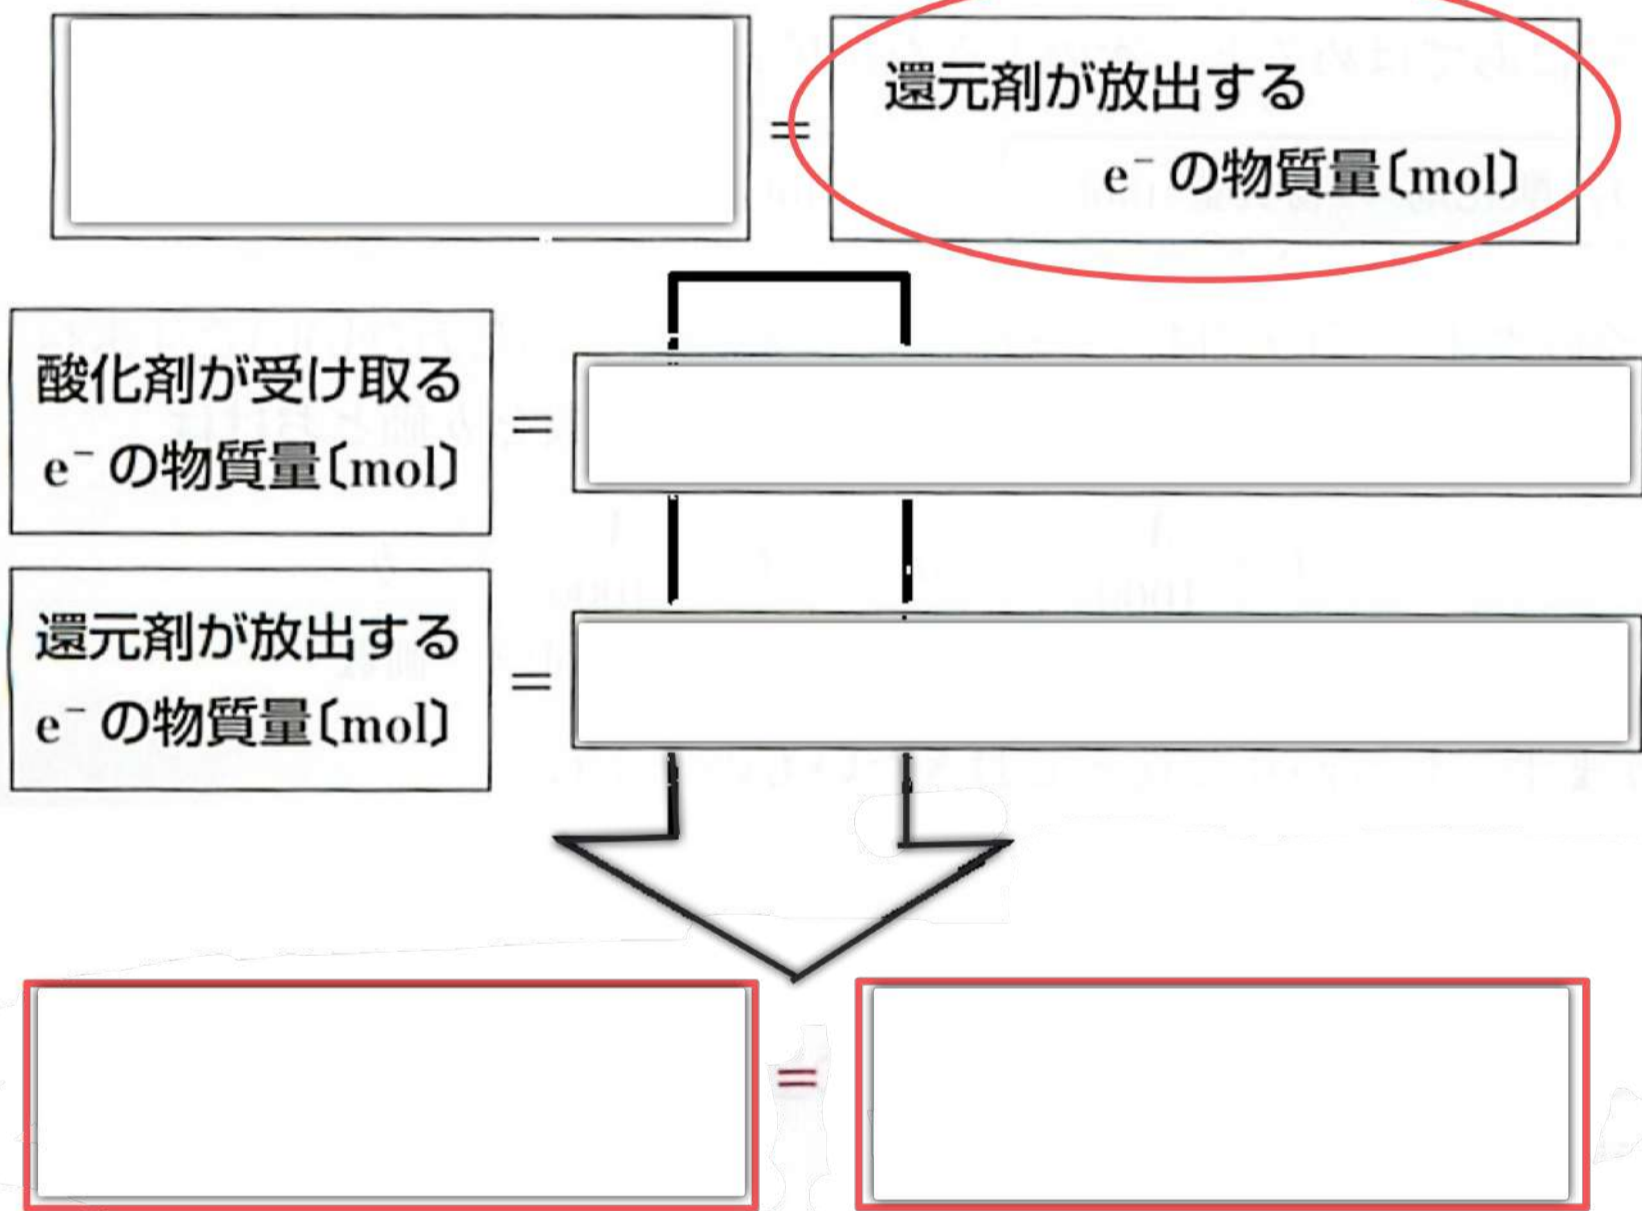 還元剤が放出する
e⁻ の物質量〔mol〕
=
酸化剤が受け取る
e⁻ の物質量〔mol〕
=
還元剤が放出する
e⁻ の物質量〔mol〕
=
=